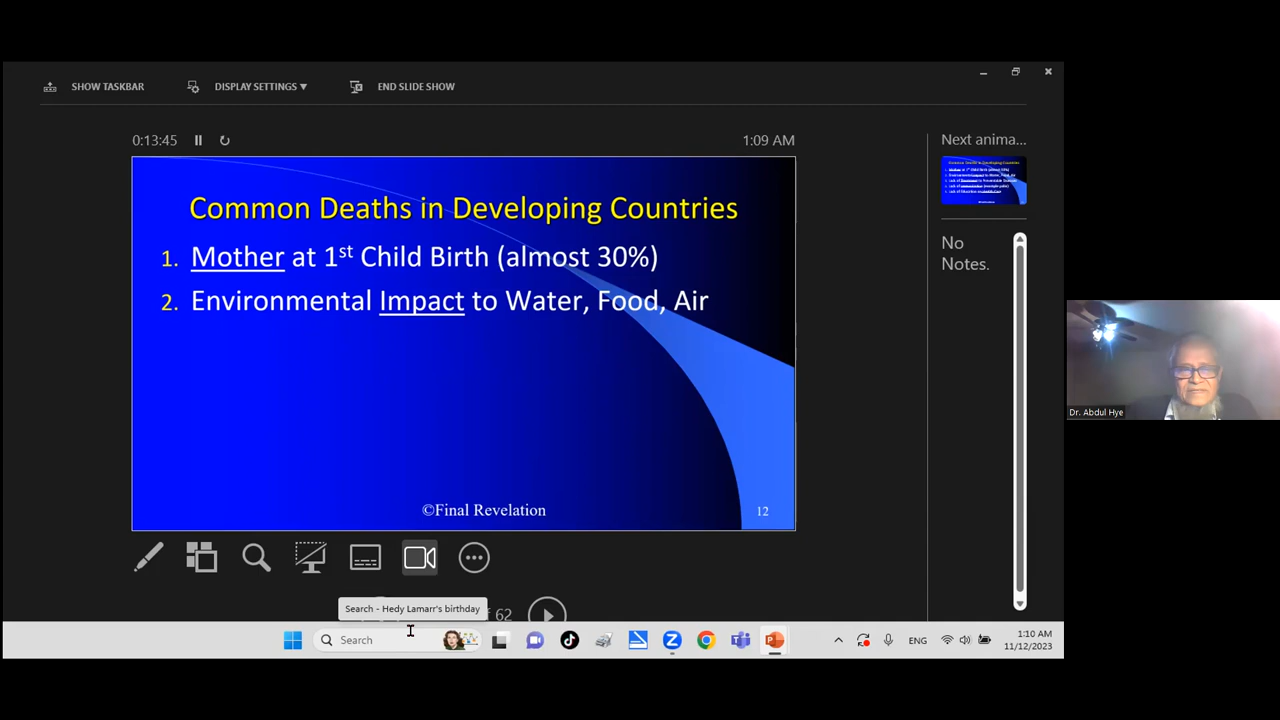 SHOW TASKBAR
DISPLAY SETTINGS ▼
END SLIDE SHOW
0:13:45
1:09 AM
Next anima...
Common Deaths in Developing Countries
1. Mother at 1st Child Birth (almost 30%)
2. Environmental Impact to Water, Food, Air
©Final Revelation
12
No
Notes.
Dr. Abdul Hye
Search - Hedy Lamarr's birthday
62
Search
ENG
1:10 AM
11/12/2023